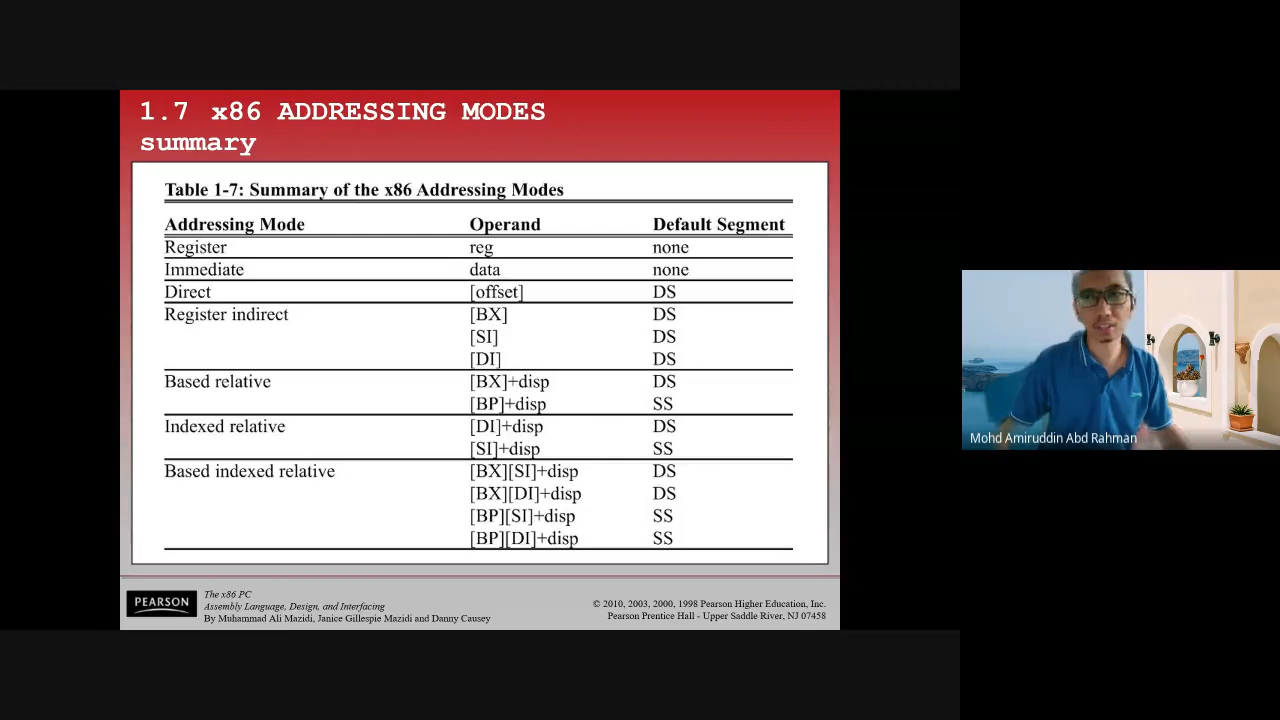 1.7 x86 ADDRESSING MODES
summary
Table 1-7: Summary of the x86 Addressing Modes
Addressing Mode Operand Default Segment
Register reg none
Immediate data none
Direct [offset] DS
Register indirect [BX] DS
[SI] DS
[DI] DS
Based relative [BX]+disp DS
[BP]+disp SS
Indexed relative [DI]+disp DS
[SI]+disp SS
Based indexed relative [BX][SI]+disp DS
[BX][DI]+disp DS
[BP][SI]+disp SS
[BP][DI]+disp SS
PEARSON
The x86 PC
Assembly Language, Design, and Interfacing
By Muhammad Ali Mazidi, Janice Gillespie Mazidi and Danny Causey
© 2010, 2003, 2000, 1998 Pearson Higher Education, Inc.
Pearson Prentice Hall - Upper Saddle River, NJ 07458
Mohd Amiruddin Abd Rahman